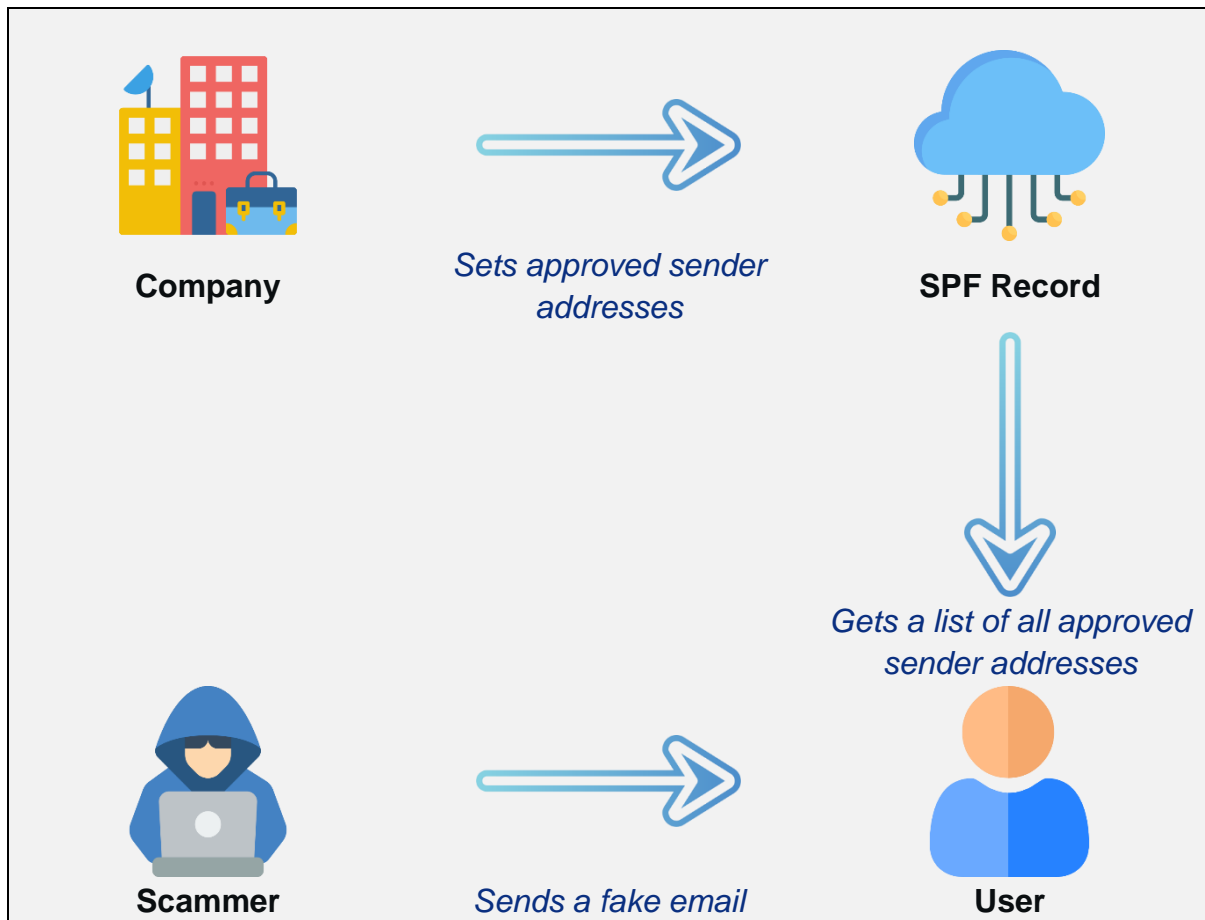 Company
Sets approved sender
addresses
SPF Record
Gets a list of all approved
sender addresses
Scammer
Sends a fake email
User